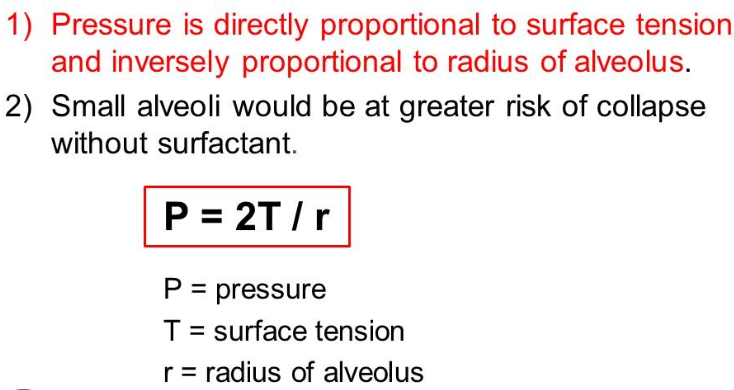 1) Pressure is directly proportional to surface tension
and inversely proportional to radius of alveolus.
2) Small alveoli would be at greater risk of collapse
without surfactant.
P = 2T / r
P = pressure
T = surface tension
r = radius of alveolus